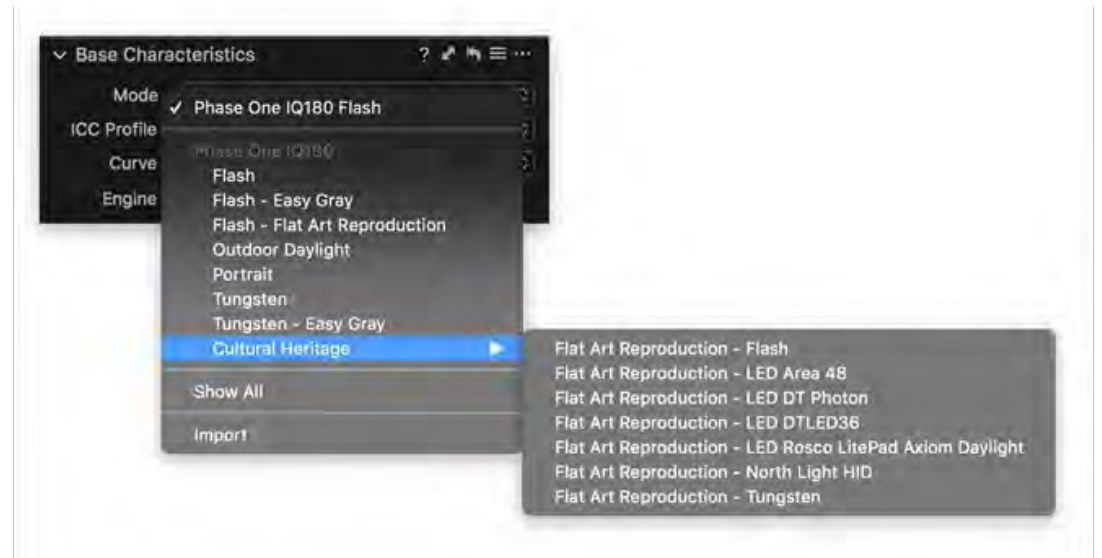 Base Characteristics ? ...
Mode
✓ Phase One IQ180 Flash
ICC Profile
Phase One IQ180
Curve
Flash
Engine
Flash - Easy Gray
Flash - Flat Art Reproduction
Outdoor Daylight
Portrait
Tungsten
Tungsten - Easy Gray
Cultural Heritage
Show All
Import
Flat Art Reproduction - Flash
Flat Art Reproduction - LED Area 48
Flat Art Reproduction - LED DT Photon
Flat Art Reproduction - LED DTLED36
Flat Art Reproduction - LED Rosco LitePad Axiom Daylight
Flat Art Reproduction - North Light HID
Flat Art Reproduction - Tungsten